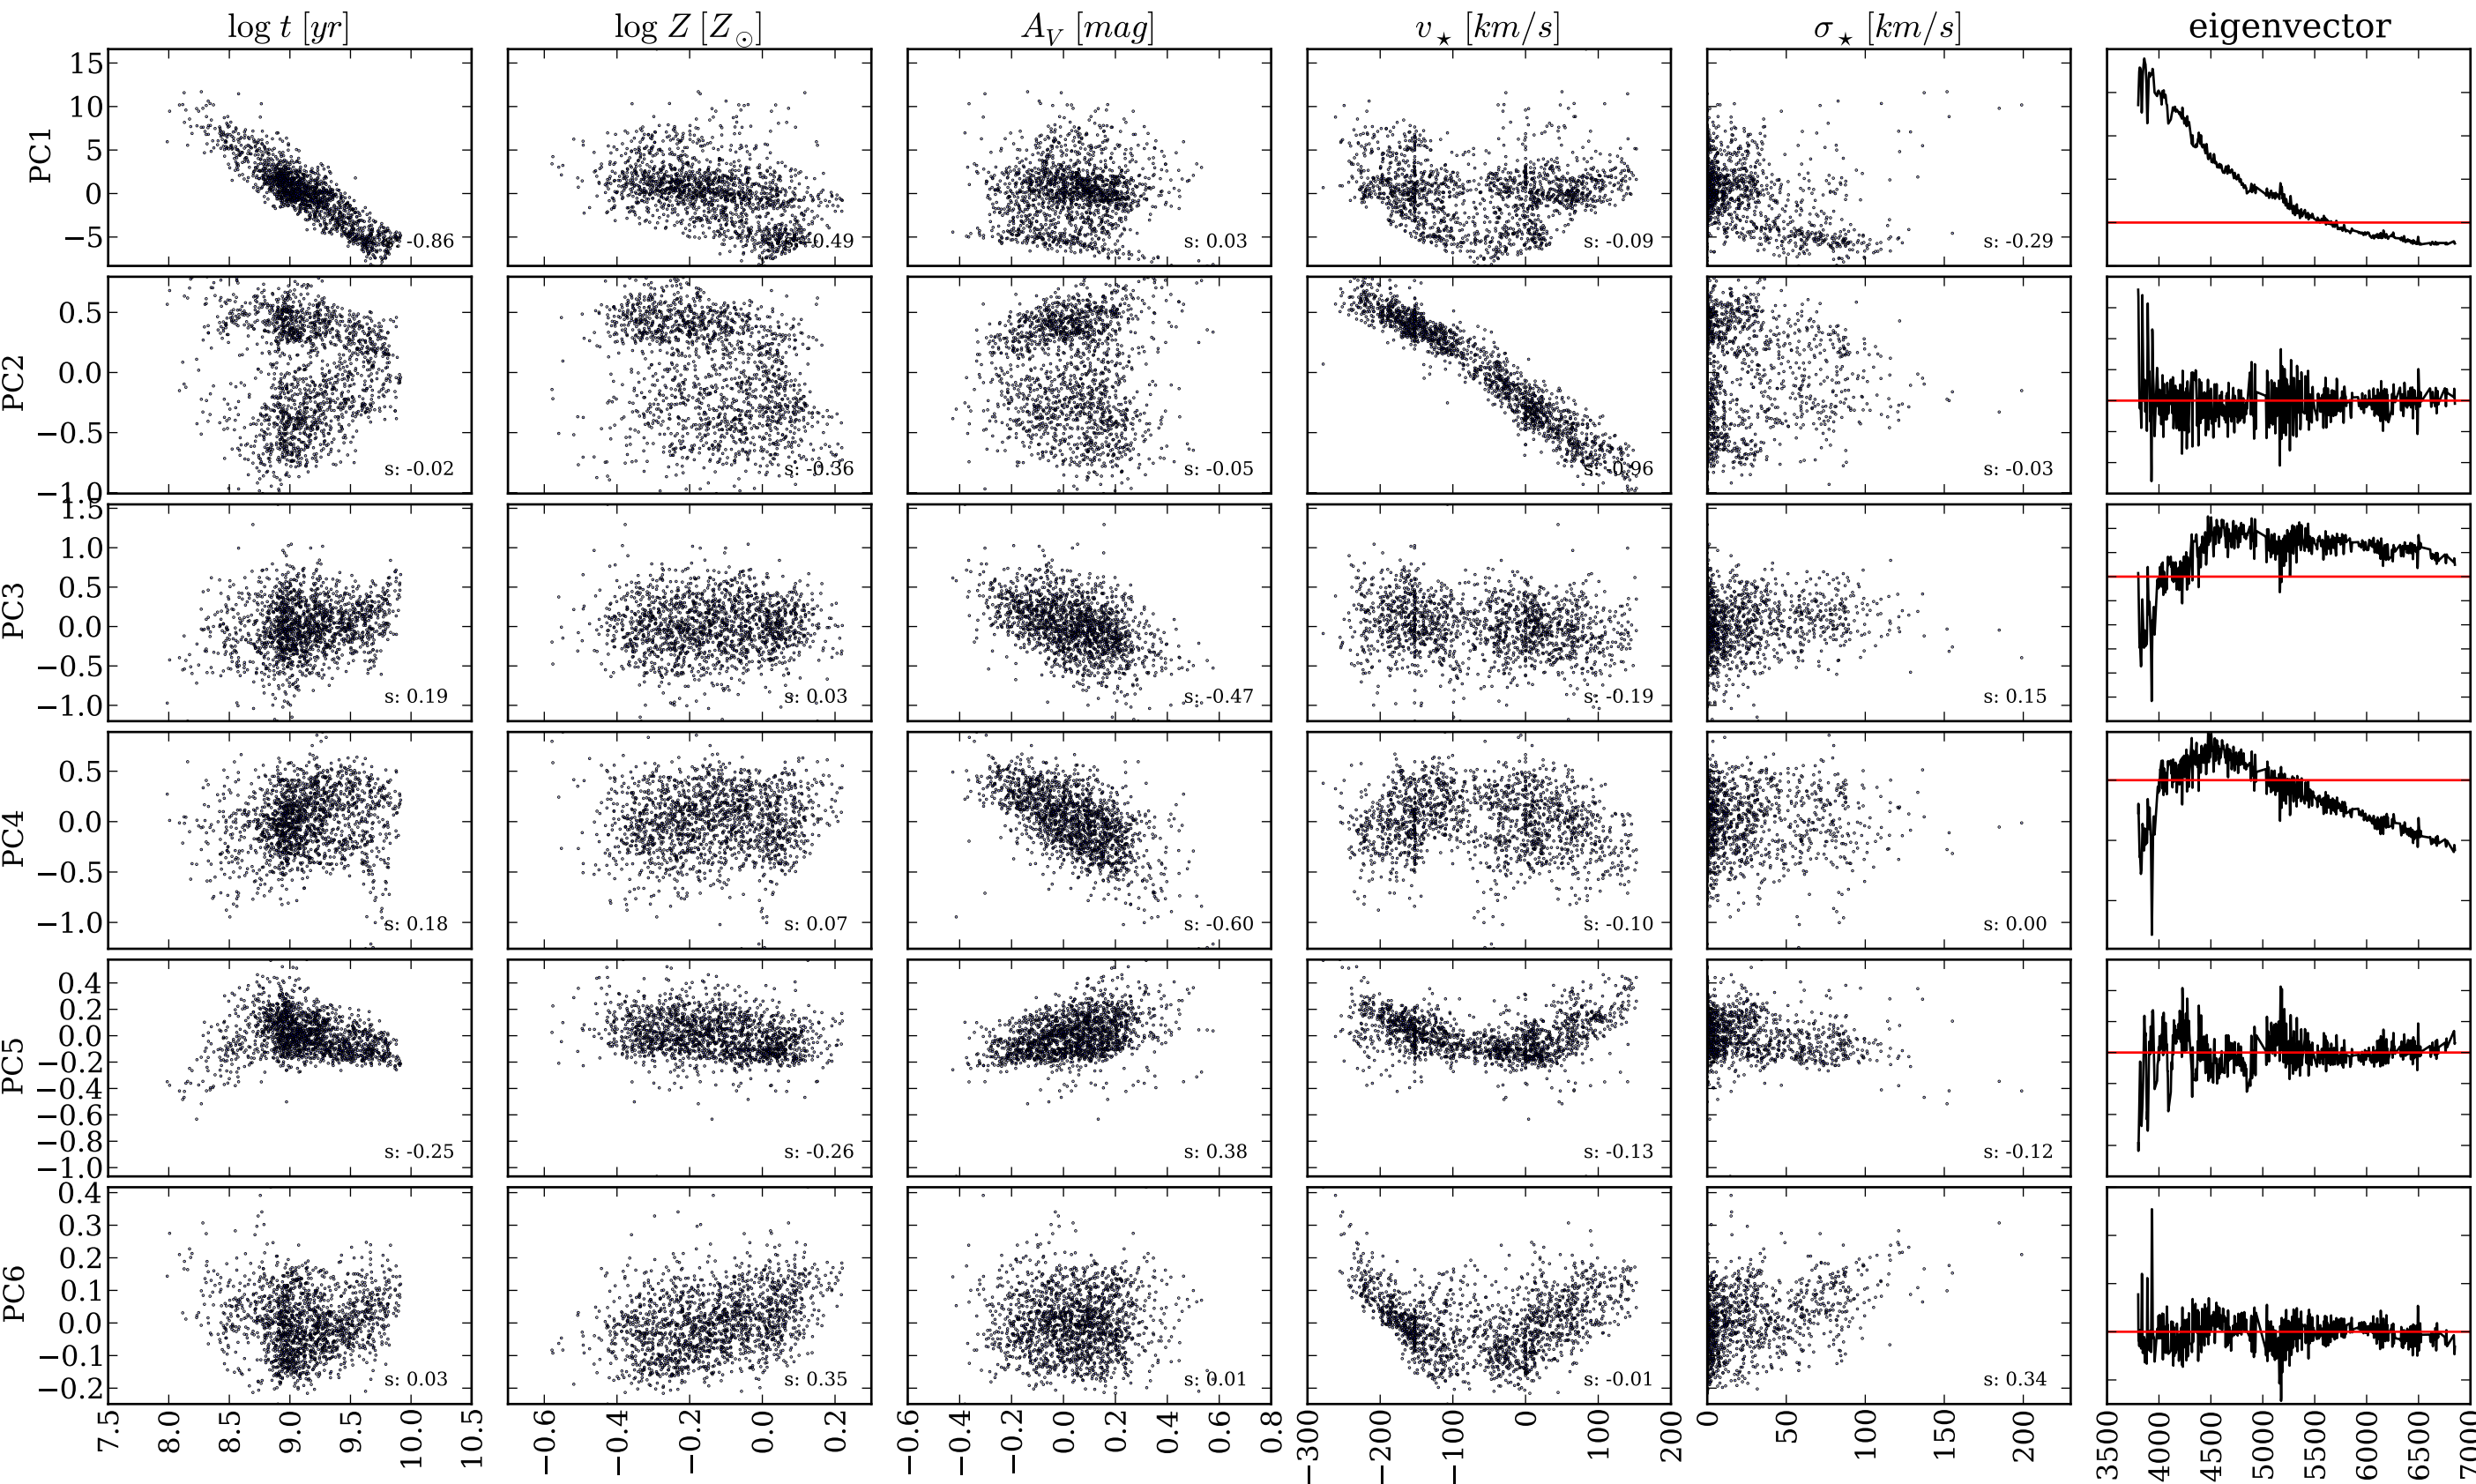 log t [yr] log Z [Z⊙] A_V [mag] v⋆ [km/s] σ⋆ [km/s] eigenvector
PC1
15
10
5
0
−5
-0.86
-0.49
s: 0.03
s: -0.09
s: -0.29
PC2
0.5
0.0
−0.5
−1.0
s: -0.02
s: -0.36
s: -0.05
s: -0.96
s: -0.03
PC3
1.5
1.0
0.5
0.0
−0.5
−1.0
s: 0.19
s: 0.03
s: -0.47
s: -0.19
s: 0.15
PC4
0.5
0.0
−0.5
−1.0
s: 0.18
s: 0.07
s: -0.60
s: -0.10
s: 0.00
PC5
0.4
0.2
0.0
−0.2
−0.4
−0.6
−0.8
−1.0
s: -0.25
s: -0.26
s: 0.38
s: -0.13
s: -0.12
PC6
0.4
0.3
0.2
0.1
0.0
−0.1
−0.2
s: 0.03
s: 0.35
s: 0.01
s: -0.01
s: 0.34
7.5 8.0 8.5 9.0 9.5 10.0 10.5
−0.6 −0.4 −0.2 0.0 0.2
−0.6 −0.4 −0.2 0.0 0.2 0.4 0.6 0.8
−300 −200 −100 0 100 200
0 50 100 150 200
3500 4000 4500 5000 5500 6000 6500